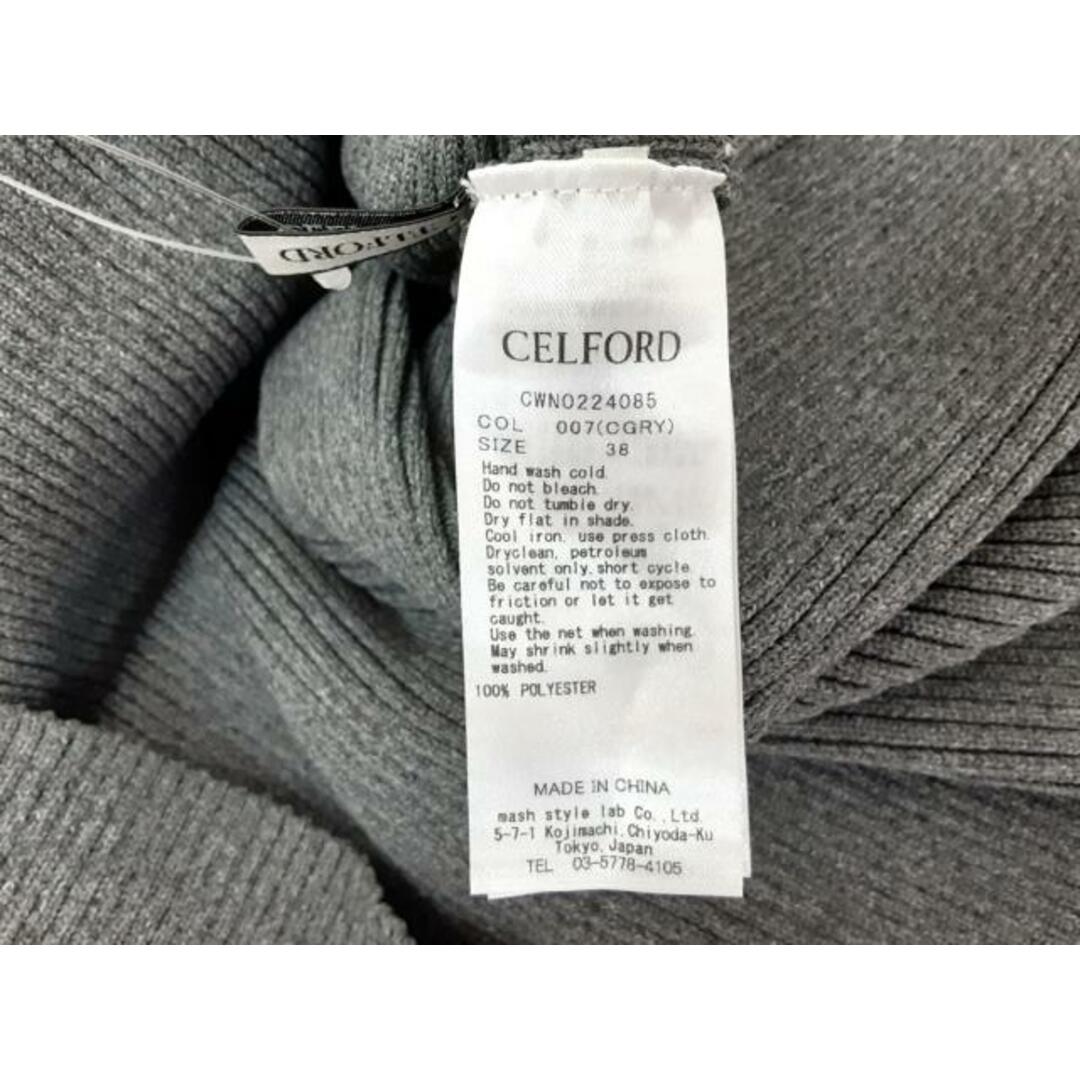 CELFORD
CELFORD
CWNO224085
COL 007(CGRY)
SIZE 38
Hand wash cold.
Do not bleach.
Do not tumble dry.
Dry flat in shade.
Cool iron. use press cloth.
Dryclean, petroleum
solvent only, short cycle
Be careful not to expose to
friction or let it get
caught.
Use the net when washing.
May shrink slightly when
washed.
100% POLYESTER
MADE IN CHINA
mash style lab Co., Ltd.
5-7-1 Kojimachi, Chiyoda-Ku
Tokyo, Japan
TEL 03-5778-4105